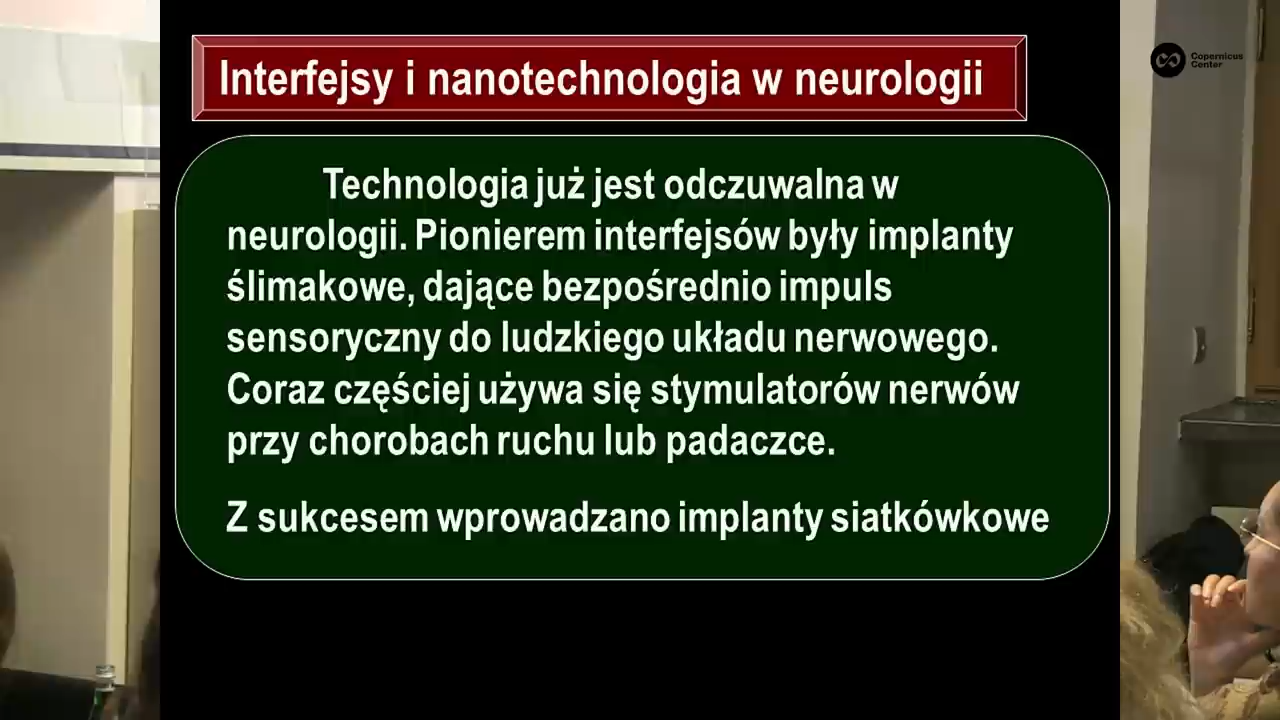 Interfejsy i nanotechnologia w neurologii
Copernicus
Center
Technologia już jest odczuwalna w
neurologii. Pionierem interfejsów były implanty
ślimakowe, dające bezpośrednio impuls
sensoryczny do ludzkiego układu nerwowego.
Coraz częściej używa się stymulatorów nerwów
przy chorobach ruchu lub padaczce.
Z sukcesem wprowadzano implanty siatkówkowe